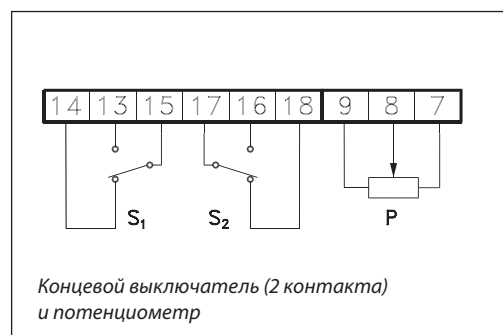 14 13 15 17 16 18 9 8 7
S₁ S₂ P
Концевой выключатель (2 контакта)
и потенциометр